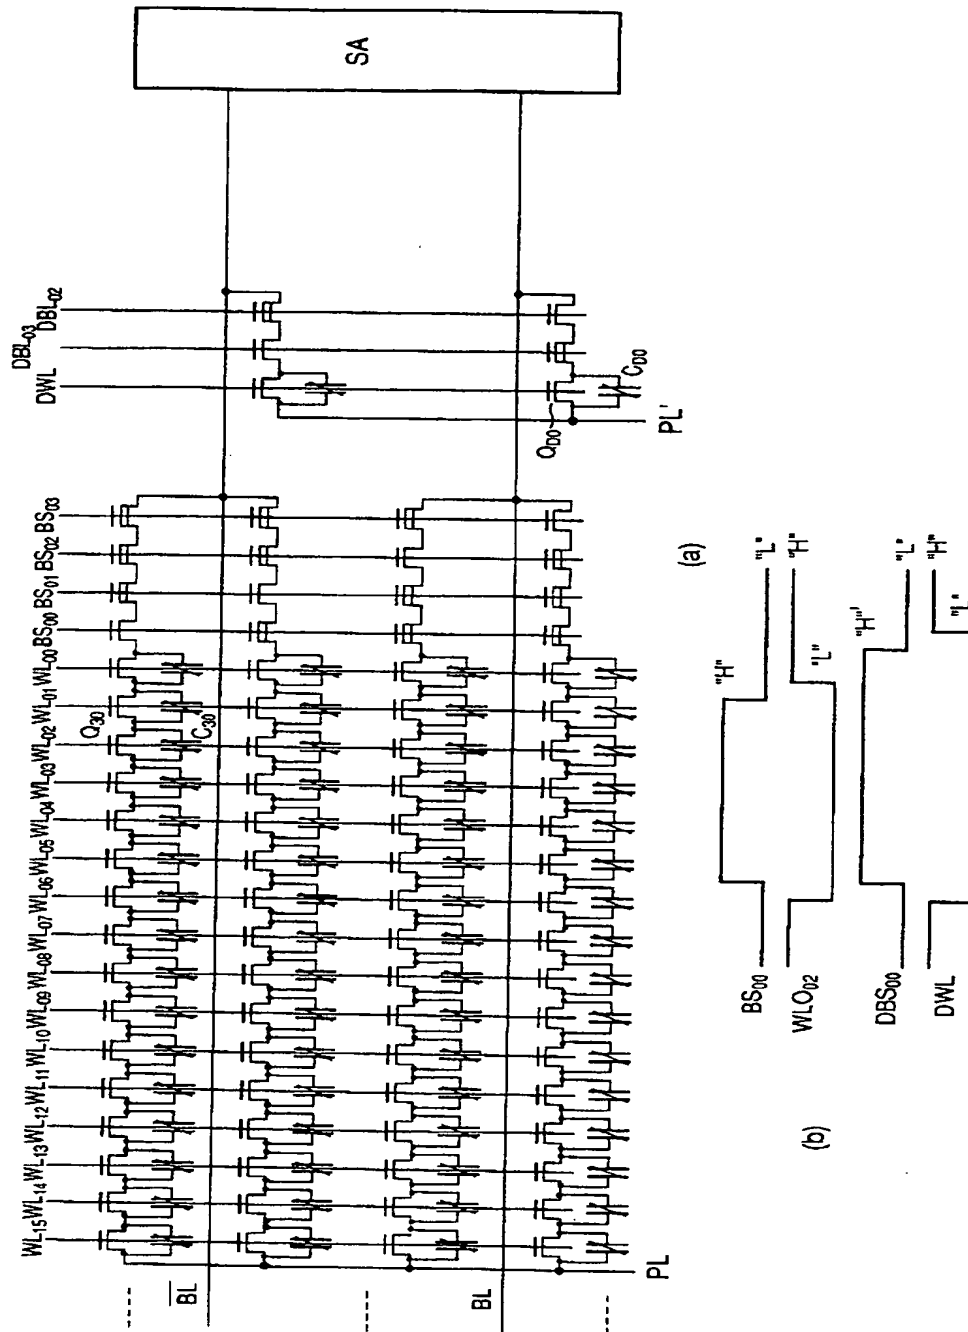 SA
DBL03 DBL02
DWL
CD0
QD0
PL'
WL15 WL14 WL13 WL12 WL11 WL10 WL09 WL08 WL07 WL06 WL05 WL04 WL03 WL02 WL01 WL00 BS00 BS01 BS02 BS03
Q30
C30
BL
BL
PL
(a)
BS00 "H" "L"
WLO02 "L" "H"
DBS00 "H"' "L"
DWL "L" "H"
(b)